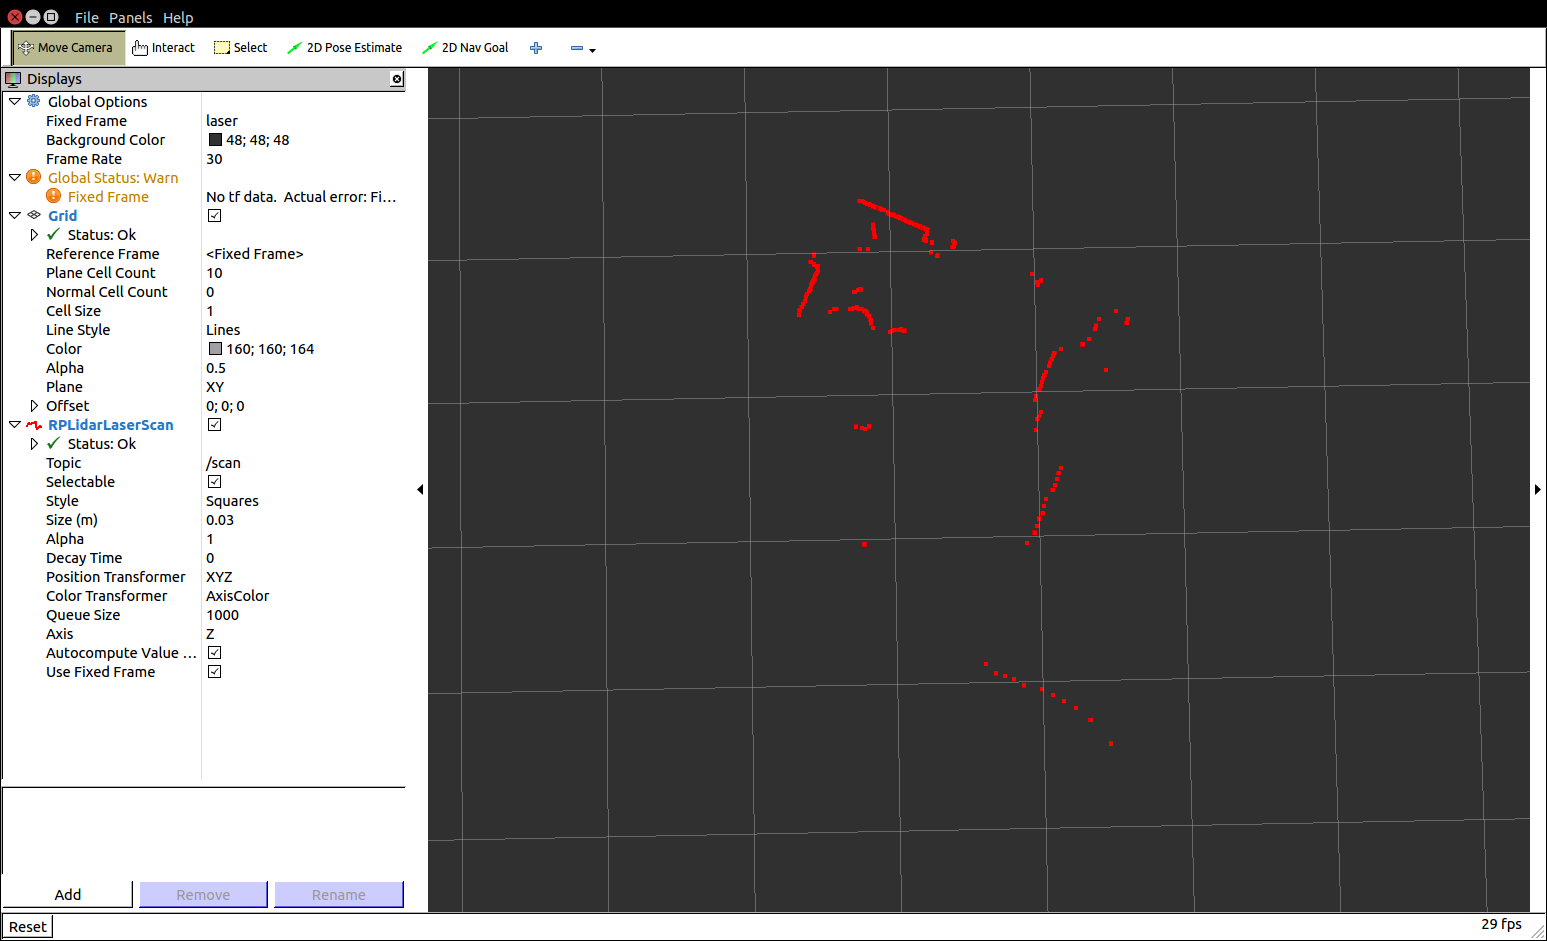 File Panels Help
Move Camera Interact Select 2D Pose Estimate 2D Nav Goal
Displays
Global Options
Fixed Frame laser
Background Color 48; 48; 48
Frame Rate 30
Global Status: Warn
Fixed Frame No tf data. Actual error: Fi...
Grid
Status: Ok
Reference Frame <Fixed Frame>
Plane Cell Count 10
Normal Cell Count 0
Cell Size 1
Line Style Lines
Color 160; 160; 164
Alpha 0.5
Plane XY
Offset 0; 0; 0
RPLidarLaserScan
Status: Ok
Topic /scan
Selectable
Style Squares
Size (m) 0.03
Alpha 1
Decay Time 0
Position Transformer XYZ
Color Transformer AxisColor
Queue Size 1000
Axis Z
Autocompute Value ...
Use Fixed Frame
Add Remove Rename
Reset 29 fps